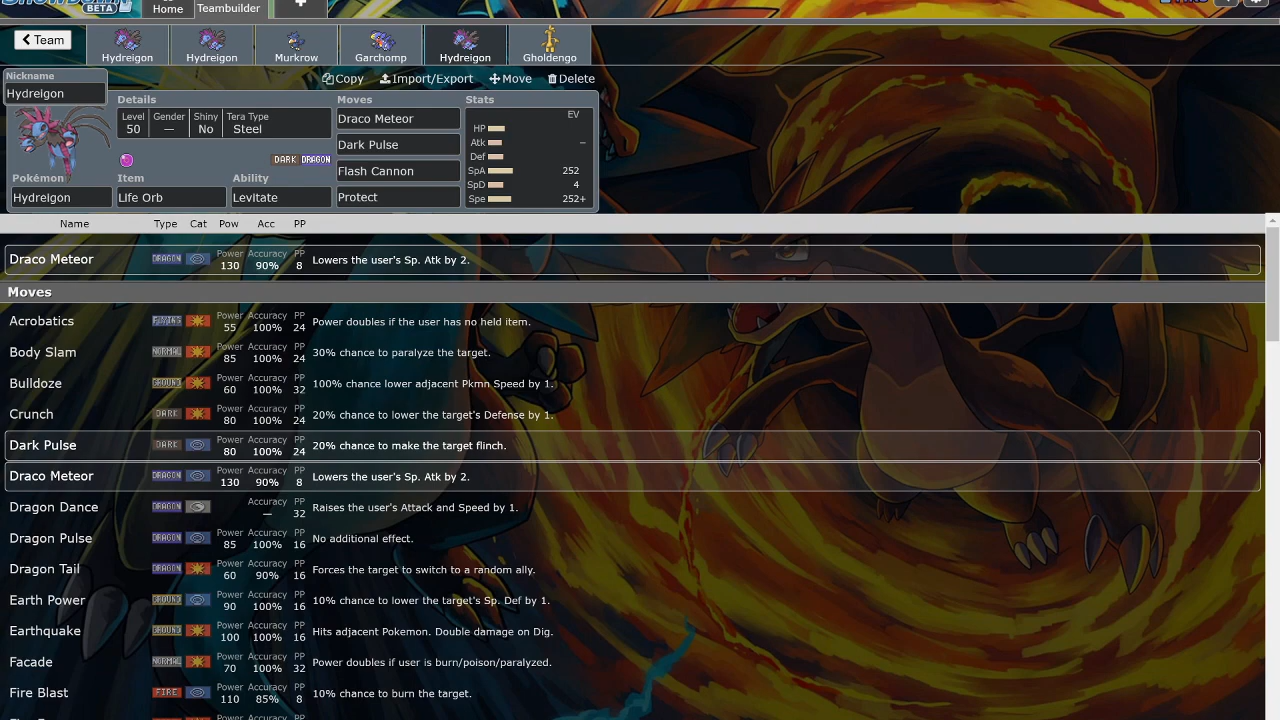 BETA
Home
Teambuilder
+
Team
Hydreigon
Hydreigon
Murkrow
Garchomp
Hydreigon
Gholdengo
Copy Import/Export Move Delete
Nickname
Hydreigon
Details
Level Gender Shiny Tera Type
50 — No Steel
DARK DRAGON
Pokémon Item Ability
Hydreigon Life Orb Levitate
Moves
Draco Meteor
Dark Pulse
Flash Cannon
Protect
Stats
EV
HP
Atk –
Def
SpA 252
SpD 4
Spe 252+
Name Type Cat Pow Acc PP
Draco Meteor DRAGON Power 130 Accuracy 90% PP 8 Lowers the user's Sp. Atk by 2.
Moves
Acrobatics FLYING Power 55 Accuracy 100% PP 24 Power doubles if the user has no held item.
Body Slam NORMAL Power 85 Accuracy 100% PP 24 30% chance to paralyze the target.
Bulldoze GROUND Power 60 Accuracy 100% PP 32 100% chance lower adjacent Pkmn Speed by 1.
Crunch DARK Power 80 Accuracy 100% PP 24 20% chance to lower the target's Defense by 1.
Dark Pulse DARK Power 80 Accuracy 100% PP 24 20% chance to make the target flinch.
Draco Meteor DRAGON Power 130 Accuracy 90% PP 8 Lowers the user's Sp. Atk by 2.
Dragon Dance DRAGON Accuracy — PP 32 Raises the user's Attack and Speed by 1.
Dragon Pulse DRAGON Power 85 Accuracy 100% PP 16 No additional effect.
Dragon Tail DRAGON Power 60 Accuracy 90% PP 16 Forces the target to switch to a random ally.
Earth Power GROUND Power 90 Accuracy 100% PP 16 10% chance to lower the target's Sp. Def by 1.
Earthquake GROUND Power 100 Accuracy 100% PP 16 Hits adjacent Pokemon. Double damage on Dig.
Facade NORMAL Power 70 Accuracy 100% PP 32 Power doubles if user is burn/poison/paralyzed.
Fire Blast FIRE Power 110 Accuracy 85% PP 8 10% chance to burn the target.
Power Accuracy PP